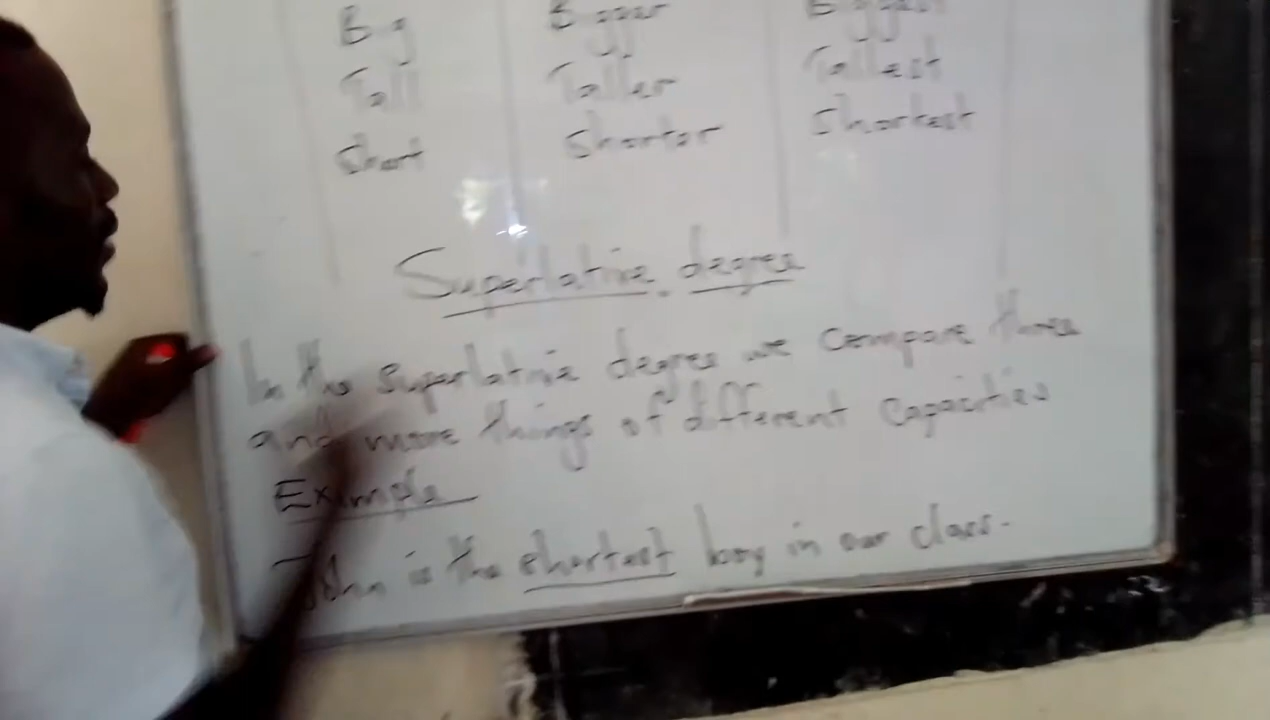 Big Bigger Biggest
Tall Taller Tallest
Short Shorter Shortest
Superlative degree
In the superlative degree we compare three
and more things of different capacities
Example
John is the shortest boy in our class.